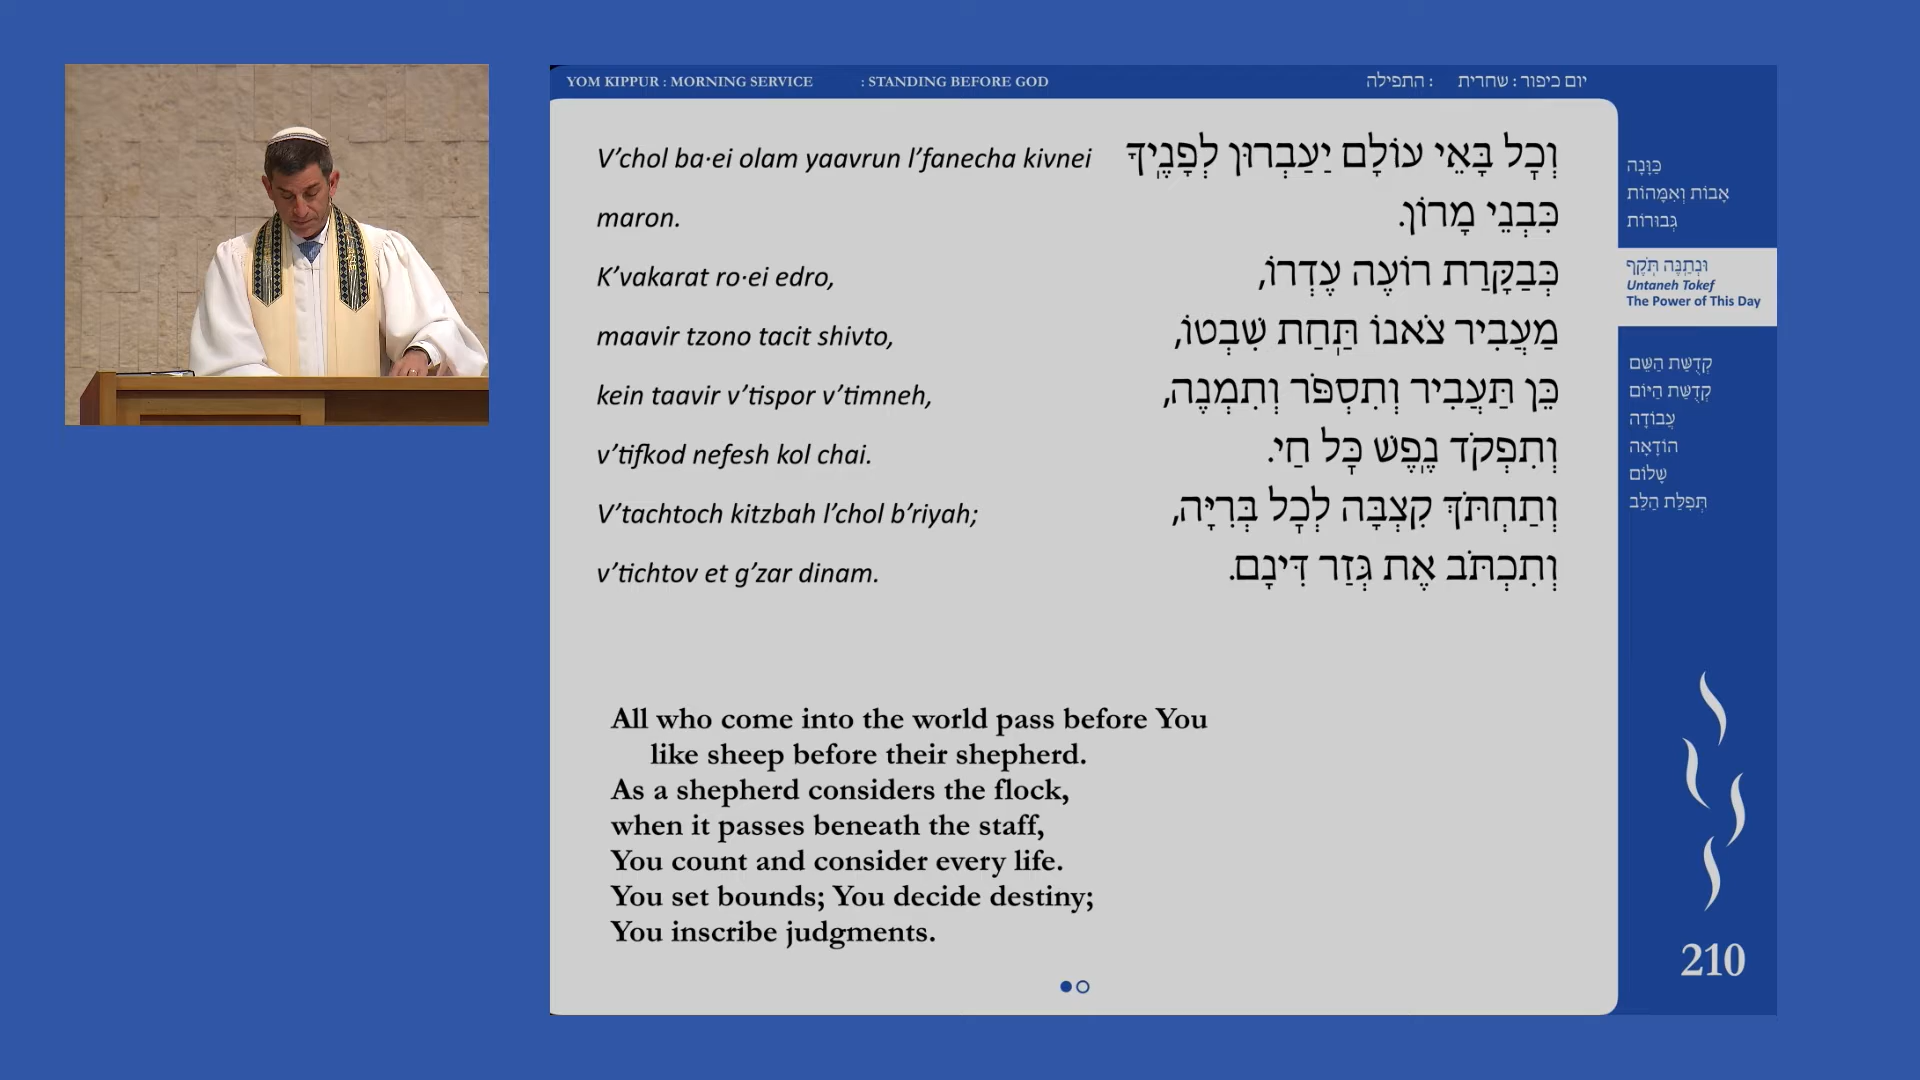 YOM KIPPUR : MORNING SERVICE : STANDING BEFORE GOD
יום כיפור : שחרית : התפילה
V’chol ba·ei olam yaavrun l’fanecha kivnei
maron.
K’vakarat ro·ei edro,
maavir tzono tacit shivto,
kein taavir v’tispor v’timneh,
v’tifkod nefesh kol chai.
V’tachtoch kitzbah l’chol b’riyah;
v’tichtov et g’zar dinam.
וְכׇל בָּאֵי עוֹלָם יַעַבְרוּן לְפָנֶֽיךָ
כִּבְנֵי מָרוֹן.
כְּבַקָּרַת רוֹעֶה עֶדְרוֹ,
מַעֲבִיר צֹאנוֹ תַּֽחַת שִׁבְטוֹ,
כֵּן תַּעֲבִיר וְתִסְפֹּר וְתִמְנֶה,
וְתִפְקֹד נֶֽפֶשׁ כׇּל חַי.
וְתַחְתֹּךְ קִצְבָּה לְכׇל בְּרִיָּה,
וְתִכְתֹּב אֶת גְּזַר דִּינָם.
All who come into the world pass before You
like sheep before their shepherd.
As a shepherd considers the flock,
when it passes beneath the staff,
You count and consider every life.
You set bounds; You decide destiny;
You inscribe judgments.
כַּוָּנָה
אָבוֹת וְאִמָּהוֹת
גְּבוּרוֹת
וּנְתַנֶּה תֹּֽקֶף
Untaneh Tokef
The Power of This Day
קְדֻשַּׁת הַשֵּׁם
קְדֻשַּׁת הַיּוֹם
עֲבוֹדָה
הוֹדָאָה
שָׁלוֹם
תְּפִלַּת הַלֵּב
210